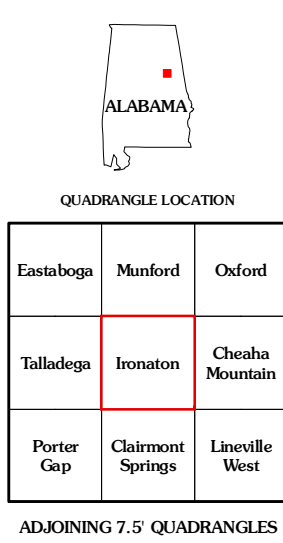 ALABAMA
QUADRANGLE LOCATION
Eastaboga Munford Oxford
Talladega Ironaton Cheaha
Mountain
Porter
Gap
Clairmont
Springs
Lineville
West
ADJOINING 7.5' QUADRANGLES